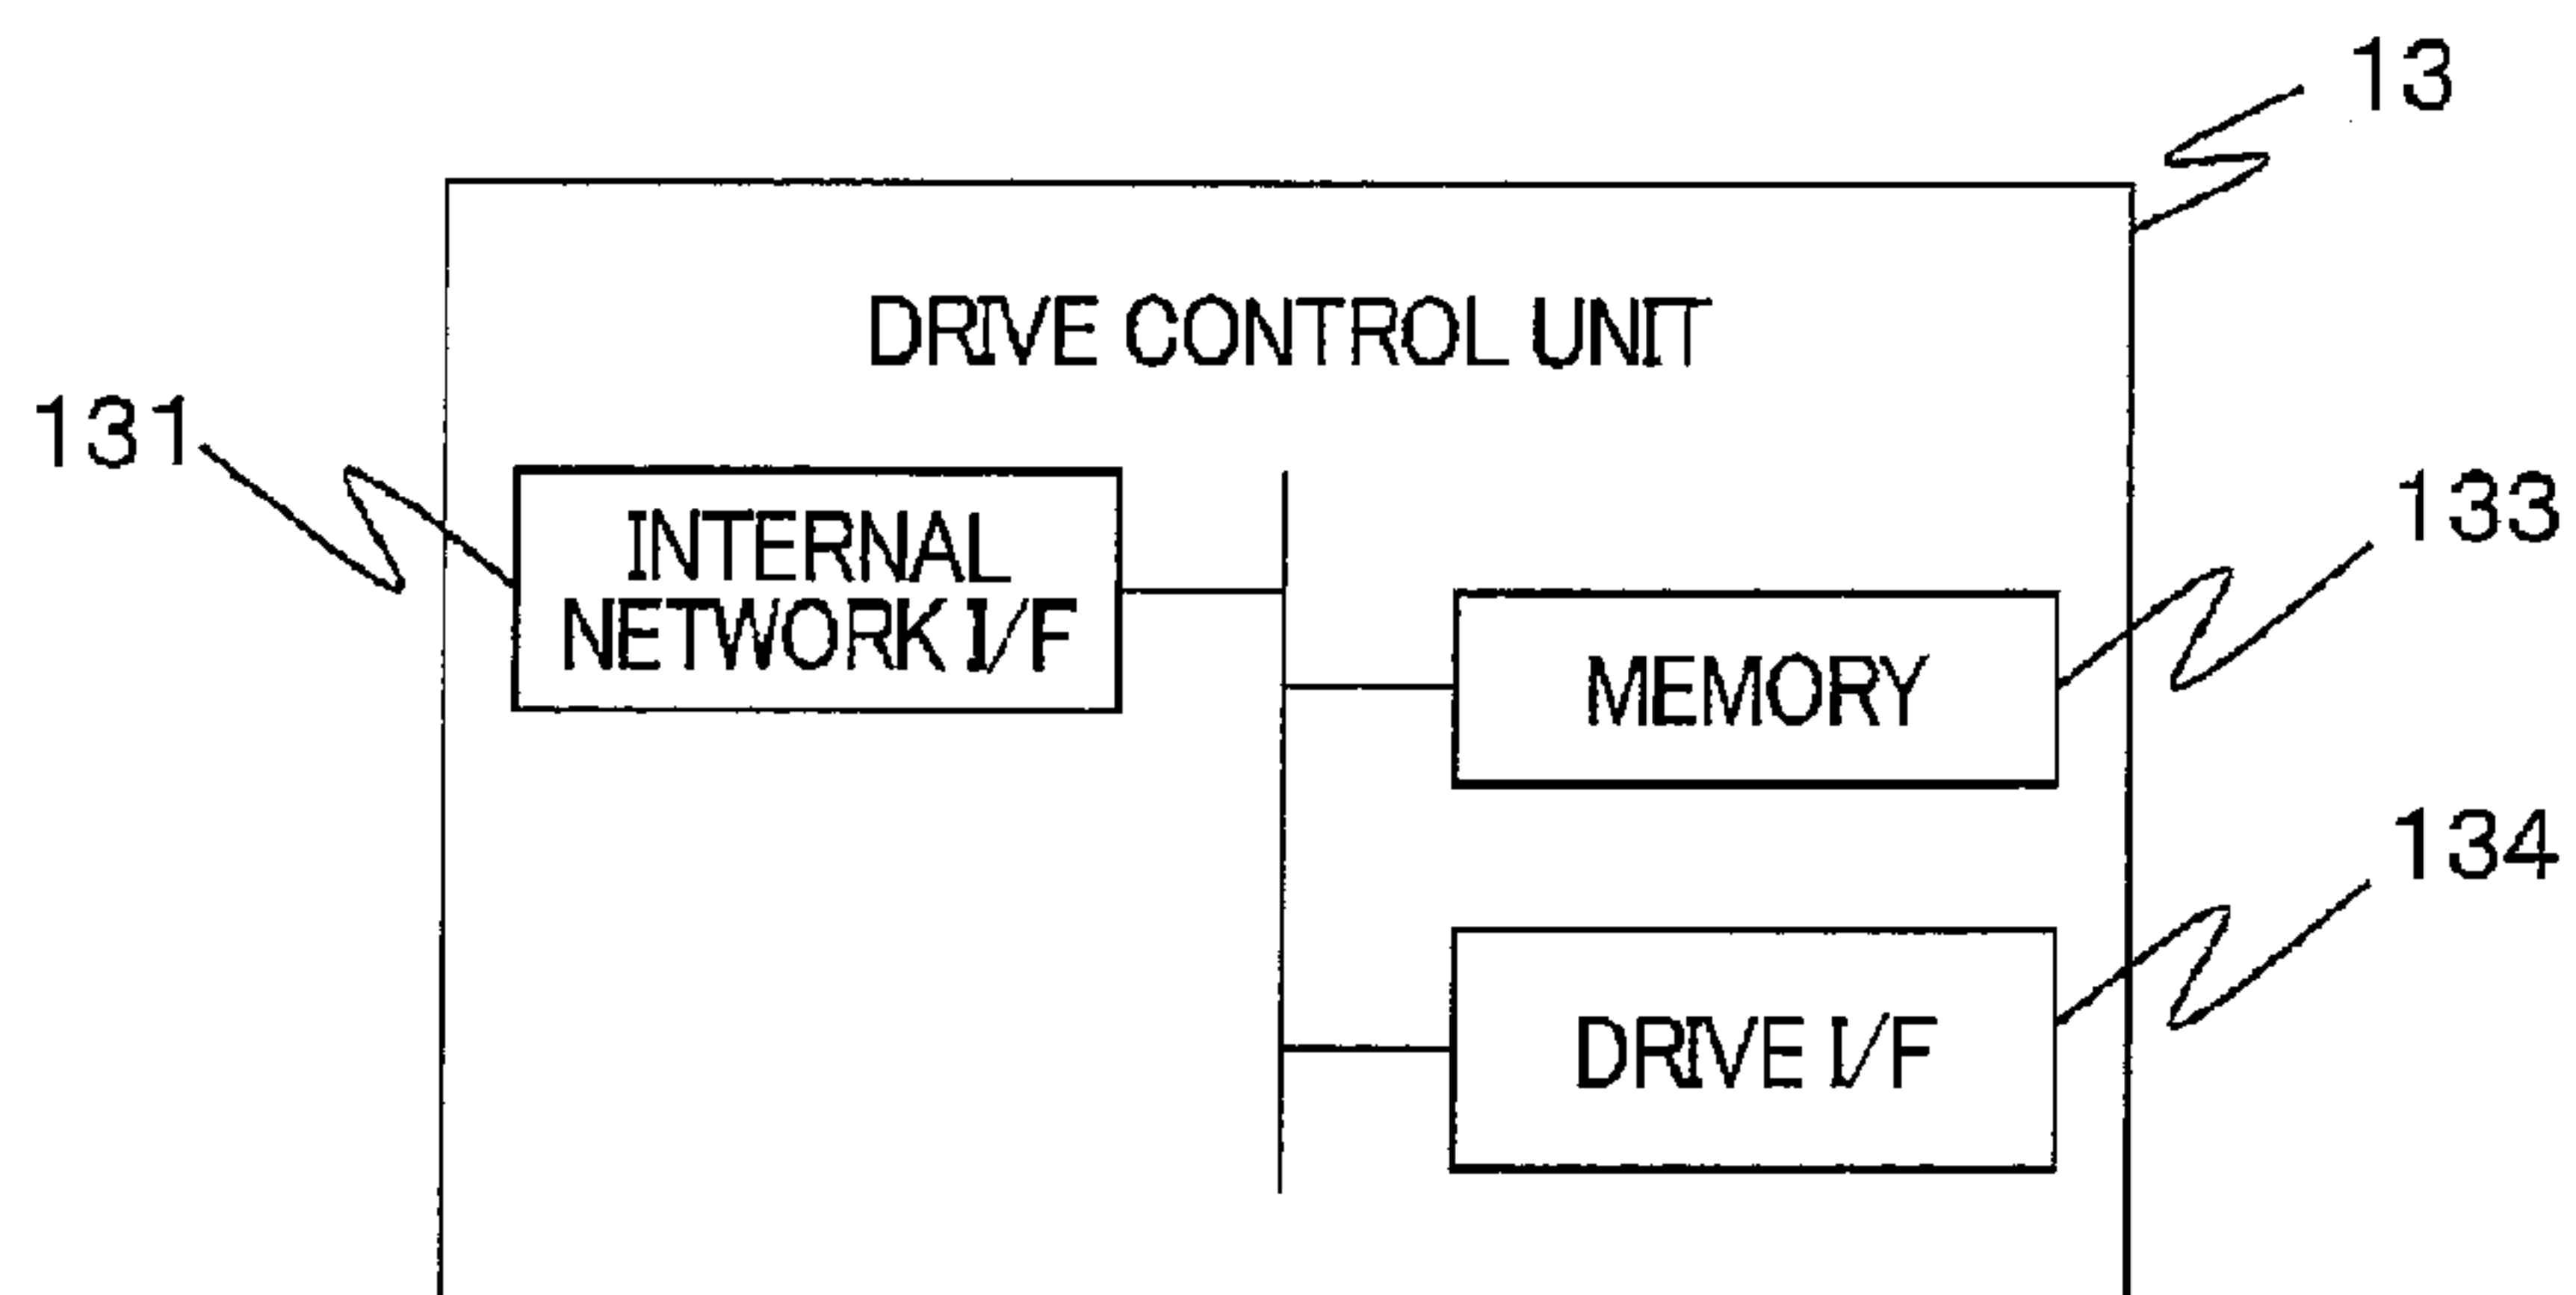 13
DRIVE CONTROL UNIT
131
INTERNAL
NETWORK I/F
133
MEMORY
134
DRIVE I/F